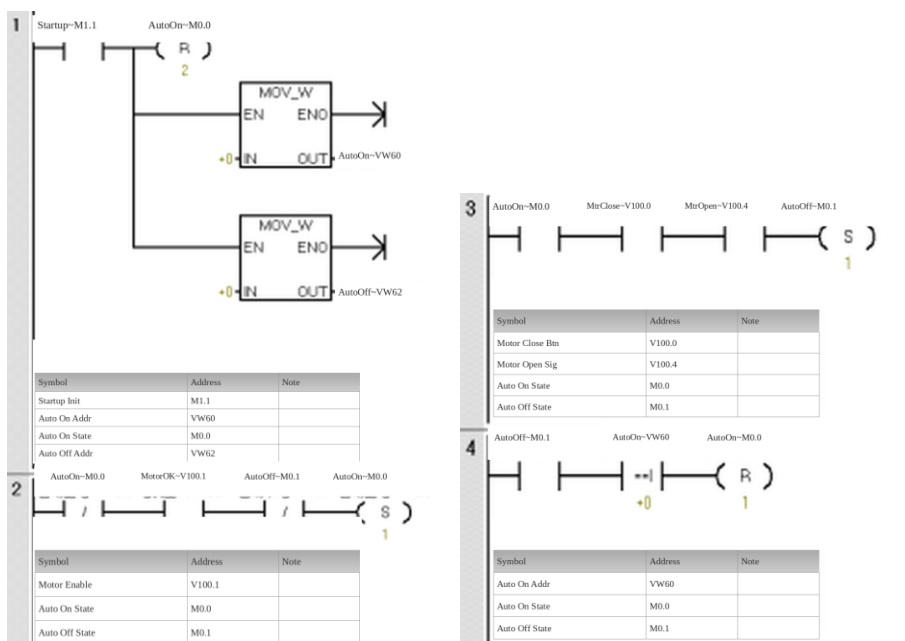 1
Startup~M1.1 AutoOn~M0.0
R
2
MOV_W
EN ENO
+0 IN OUT AutoOn~VW60
MOV_W
EN ENO
+0 IN OUT AutoOff~VW62
Symbol Address Note
Startup Init M1.1
Auto On Addr VW60
Auto On State M0.0
Auto Off Addr VW62
2
AutoOn~M0.0 MotorOK~V100.1 AutoOff~M0.1 AutoOn~M0.0
/ / S
1
Symbol Address Note
Motor Enable V100.1
Auto On State M0.0
Auto Off State M0.1
3
AutoOn~M0.0 MtrClose~V100.0 MtrOpen~V100.4 AutoOff~M0.1
S
1
Symbol Address Note
Motor Close Btn V100.0
Motor Open Sig V100.4
Auto On State M0.0
Auto Off State M0.1
4
AutoOff~M0.1 AutoOn~VW60 AutoOn~M0.0
R
+0 1
Symbol Address Note
Auto On Addr VW60
Auto On State M0.0
Auto Off State M0.1